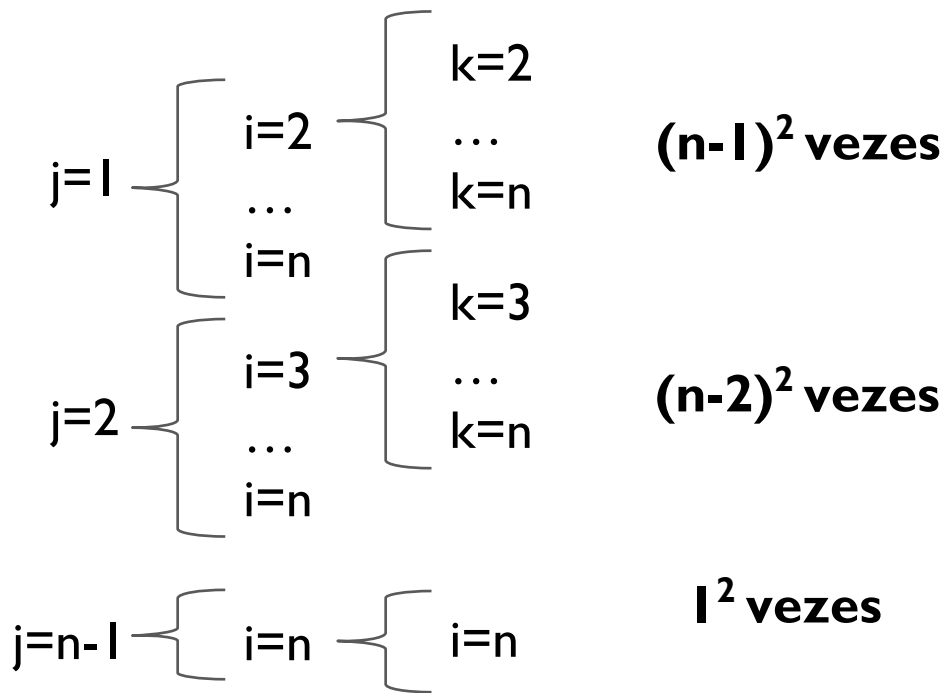 k=2
i=2
...
(n-1)² vezes
j=1
k=n
...
i=n
k=3
i=3
...
(n-2)² vezes
j=2
k=n
...
i=n
1² vezes
j=n-1 i=n i=n